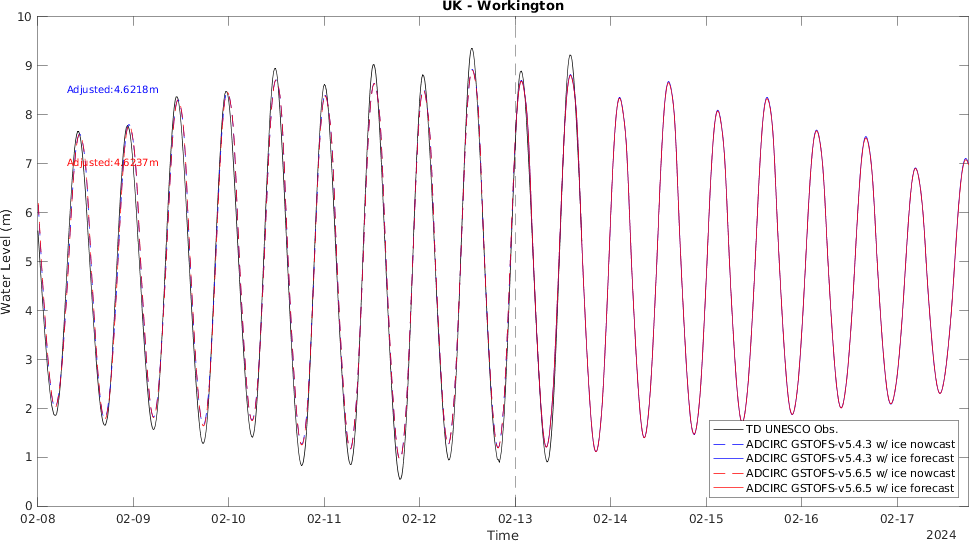 UK - Workington
10
9
8
7
6
5
4
3
2
1
0
Water Level (m)
Adjusted:4.6218m
Adjusted:4.6237m
TD UNESCO Obs.
ADCIRC GSTOFS-v5.4.3 w/ ice nowcast
ADCIRC GSTOFS-v5.4.3 w/ ice forecast
ADCIRC GSTOFS-v5.6.5 w/ ice nowcast
ADCIRC GSTOFS-v5.6.5 w/ ice forecast
02-08 02-09 02-10 02-11 02-12 02-13 02-14 02-15 02-16 02-17
Time
2024